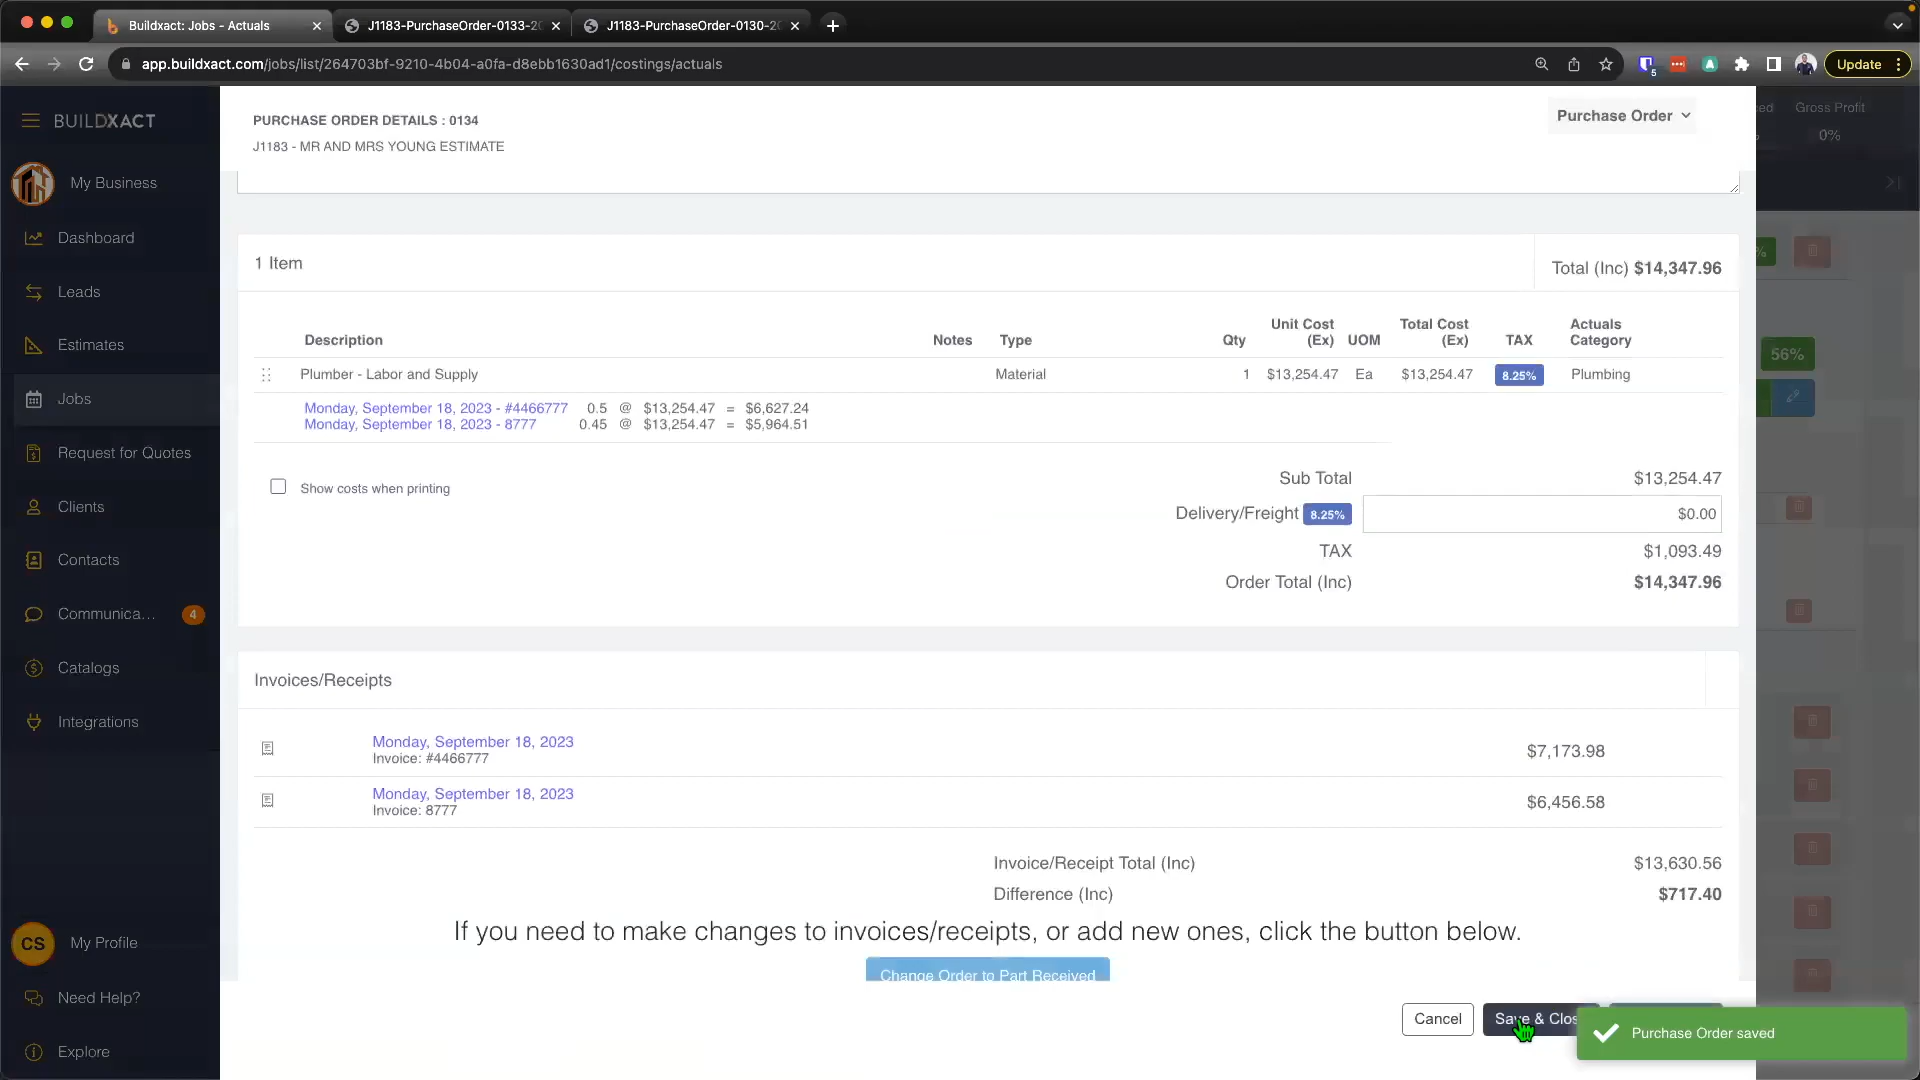 Buildxact: Jobs - Actuals
J1183-PurchaseOrder-0133-20
J1183-PurchaseOrder-0130-20
app.buildxact.com/jobs/list/264703bf-9210-4b04-a0fa-d8ebb1630ad1/costings/actuals
5
A
Update
BUILDXACT
My Business
Dashboard
Leads
Estimates
Jobs
Request for Quotes
Clients
Contacts
Communica... 4
Catalogs
Integrations
CS My Profile
Need Help?
Explore
PURCHASE ORDER DETAILS : 0134
J1183 - MR AND MRS YOUNG ESTIMATE
Purchase Order
Gross Profit
0%
56%
1 Item
Total (Inc) $14,347.96
Description Notes Type Qty Unit Cost (Ex) UOM Total Cost (Ex) TAX Actuals Category
Plumber - Labor and Supply Material 1 $13,254.47 Ea $13,254.47 8.25% Plumbing
Monday, September 18, 2023 - #4466777 0.5 @ $13,254.47 = $6,627.24
Monday, September 18, 2023 - 8777 0.45 @ $13,254.47 = $5,964.51
Show costs when printing
Sub Total $13,254.47
Delivery/Freight 8.25% $0.00
TAX $1,093.49
Order Total (Inc) $14,347.96
Invoices/Receipts
Monday, September 18, 2023
Invoice: #4466777
$7,173.98
Monday, September 18, 2023
Invoice: 8777
$6,456.58
Invoice/Receipt Total (Inc) $13,630.56
Difference (Inc) $717.40
If you need to make changes to invoices/receipts, or add new ones, click the button below.
Change Order to Part Received
Cancel
Save & Clos
Purchase Order saved